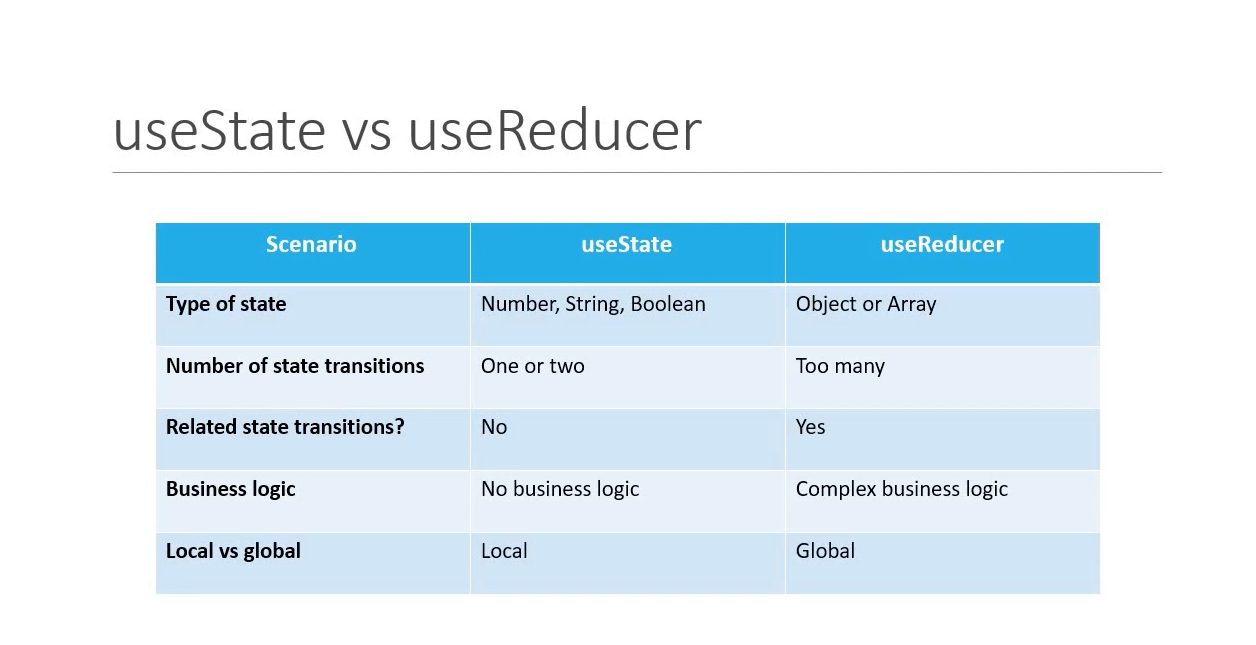 useState vs useReducer
Scenario useState useReducer
Type of state Number, String, Boolean Object or Array
Number of state transitions One or two Too many
Related state transitions? No Yes
Business logic No business logic Complex business logic
Local vs global Local Global